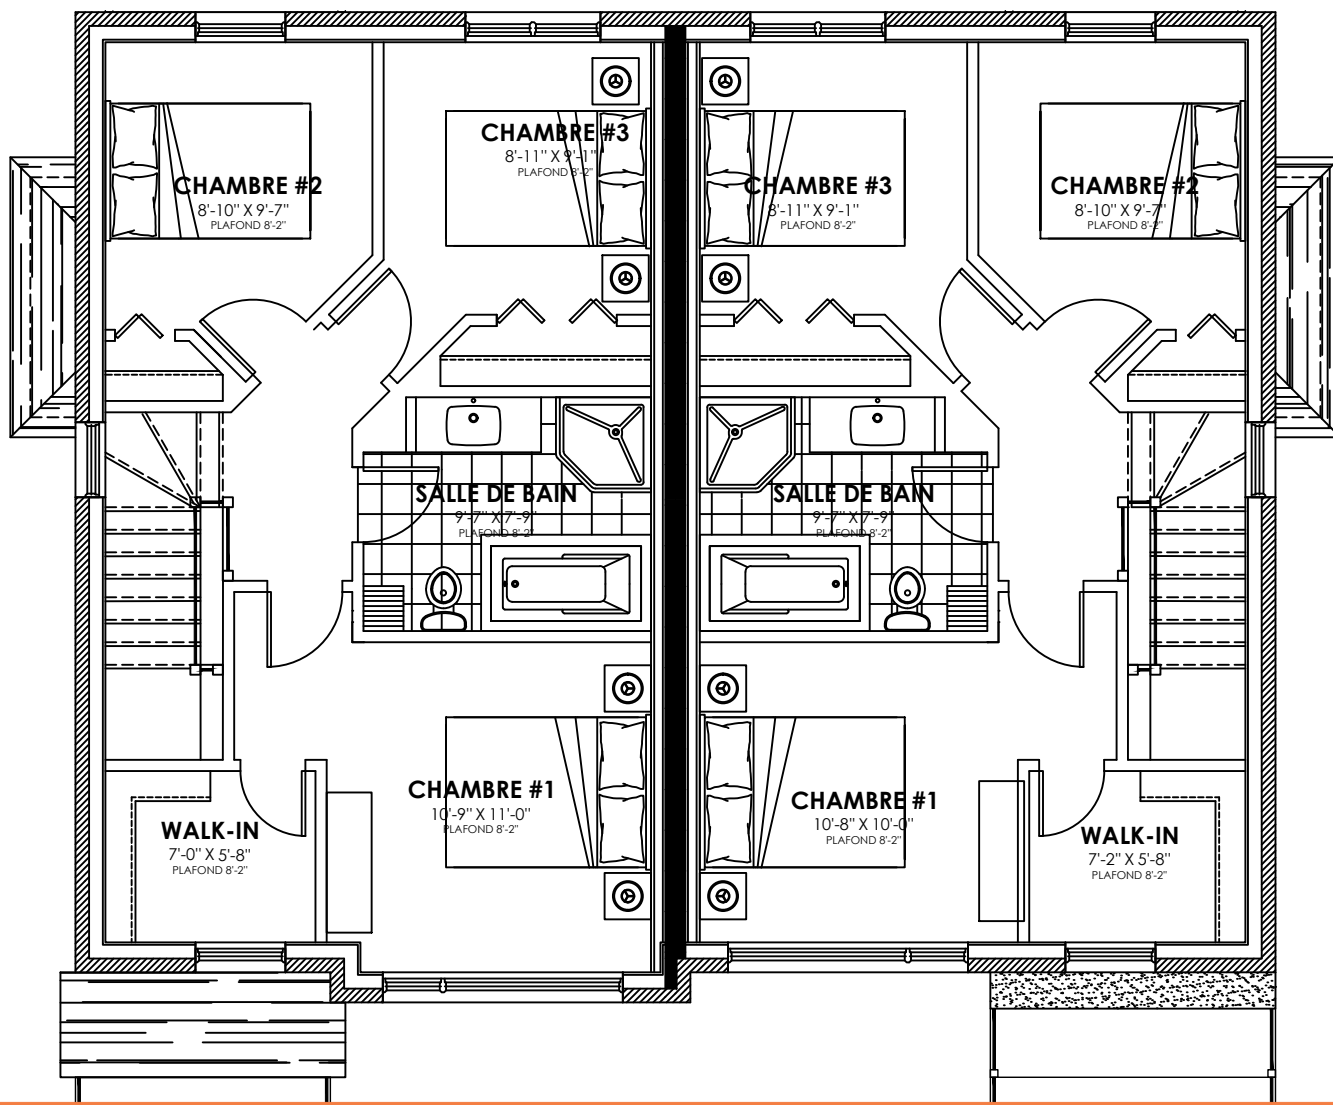 CHAMBRE #2
8'-10" X 9'-7"
PLAFOND 8'-2"
CHAMBRE #3
8'-11" X 9'-1"
PLAFOND 8'-2"
CHAMBRE #3
8'-11" X 9'-1"
PLAFOND 8'-2"
CHAMBRE #2
8'-10" X 9'-7"
PLAFOND 8'-2"
SALLE DE BAIN
9'-7" X 7'-9"
PLAFOND 8'-2"
SALLE DE BAIN
9'-7" X 7'-9"
PLAFOND 8'-2"
WALK-IN
7'-0" X 5'-8"
PLAFOND 8'-2"
CHAMBRE #1
10'-9" X 11'-0"
PLAFOND 8'-2"
CHAMBRE #1
10'-8" X 10'-0"
PLAFOND 8'-2"
WALK-IN
7'-2" X 5'-8"
PLAFOND 8'-2"